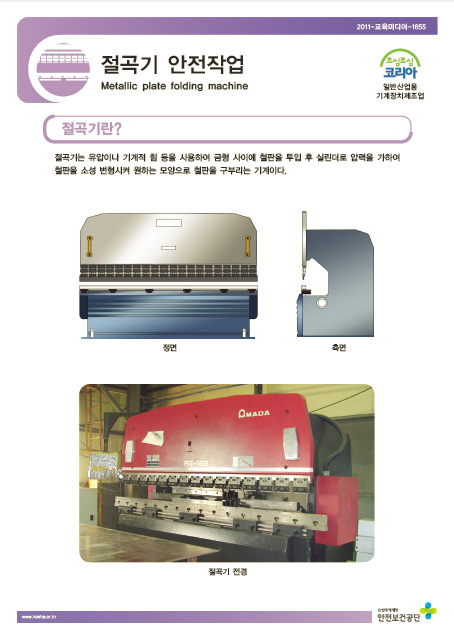 2011-교육미디어-1655
절곡기 안전작업
Metallic plate folding machine
조심조심
코리아
일반산업용
기계장치제조업
절곡기란?
절곡기는 유압이나 기계적 힘 등을 사용하여 금형 사이에 철판을 투입 후 실린더로 압력을 가하여
철판을 소성 변형시켜 원하는 모양으로 철판을 구부리는 기계이다.
정면
측면
AMADA
절곡기 전경
www.kosha.or.kr
안전보건공단